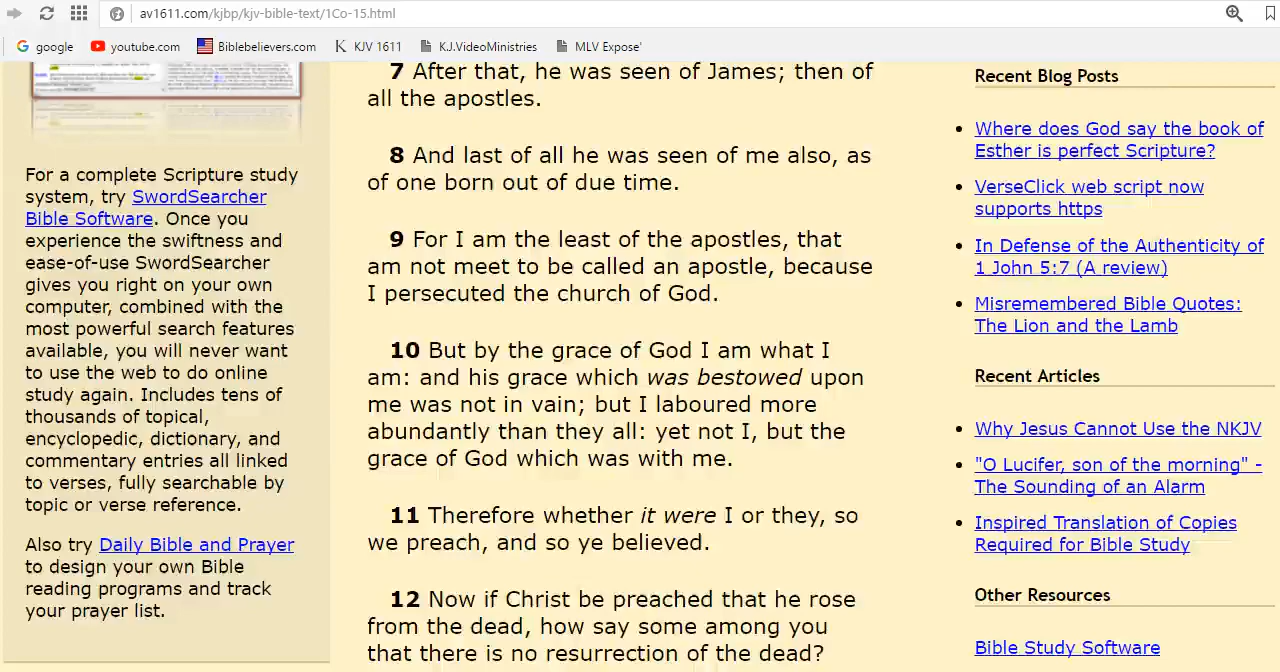 av1611.com/kjbp/kjv-bible-text/1Co-15.html
google youtube.com Biblebelievers.com KJV 1611 K.J.VideoMinistries MLV Expose'
For a complete Scripture study
system, try SwordSearcher
Bible Software. Once you
experience the swiftness and
ease-of-use SwordSearcher
gives you right on your own
computer, combined with the
most powerful search features
available, you will never want
to use the web to do online
study again. Includes tens of
thousands of topical,
encyclopedic, dictionary, and
commentary entries all linked
to verses, fully searchable by
topic or verse reference.
Also try Daily Bible and Prayer
to design your own Bible
reading programs and track
your prayer list.
7 After that, he was seen of James; then of
all the apostles.
8 And last of all he was seen of me also, as
of one born out of due time.
9 For I am the least of the apostles, that
am not meet to be called an apostle, because
I persecuted the church of God.
10 But by the grace of God I am what I
am: and his grace which was bestowed upon
me was not in vain; but I laboured more
abundantly than they all: yet not I, but the
grace of God which was with me.
11 Therefore whether it were I or they, so
we preach, and so ye believed.
12 Now if Christ be preached that he rose
from the dead, how say some among you
that there is no resurrection of the dead?
Recent Blog Posts
Where does God say the book of
Esther is perfect Scripture?
VerseClick web script now
supports https
In Defense of the Authenticity of
1 John 5:7 (A review)
Misremembered Bible Quotes:
The Lion and the Lamb
Recent Articles
Why Jesus Cannot Use the NKJV
"O Lucifer, son of the morning" -
The Sounding of an Alarm
Inspired Translation of Copies
Required for Bible Study
Other Resources
Bible Study Software